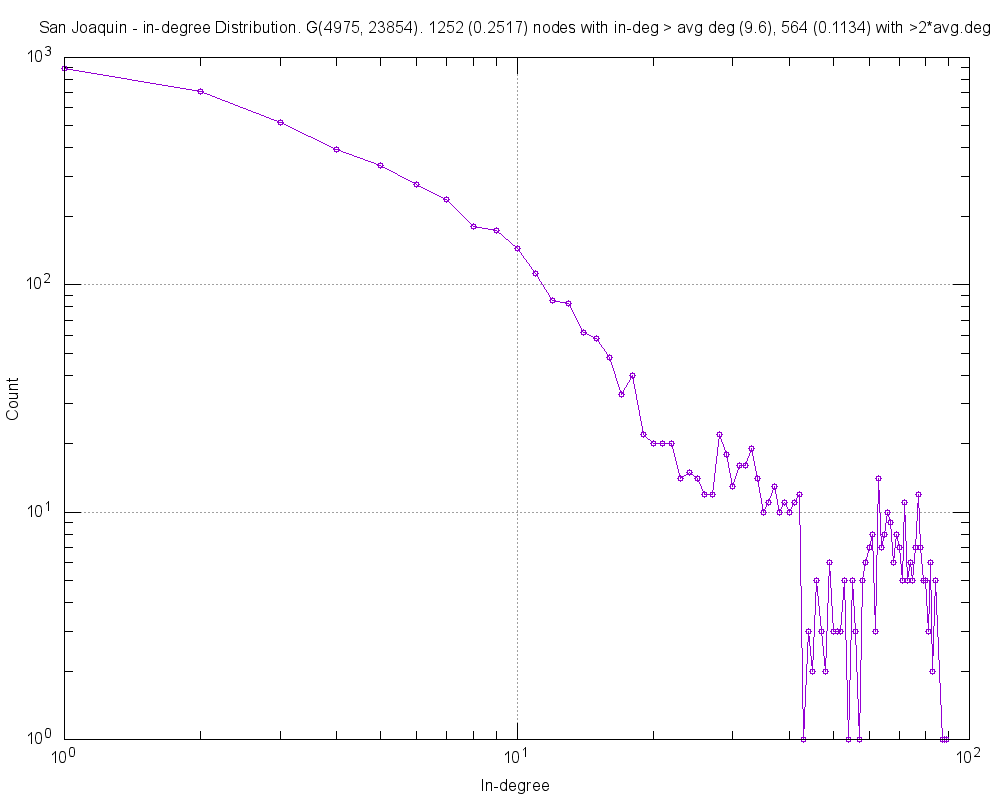 San Joaquin - in-degree Distribution. G(4975, 23854). 1252 (0.2517) nodes with in-deg > avg deg (9.6), 564 (0.1134) with >2*avg.deg
10^3
10^2
10^1
10^0
Count
10^0 10^1 10^2
In-degree